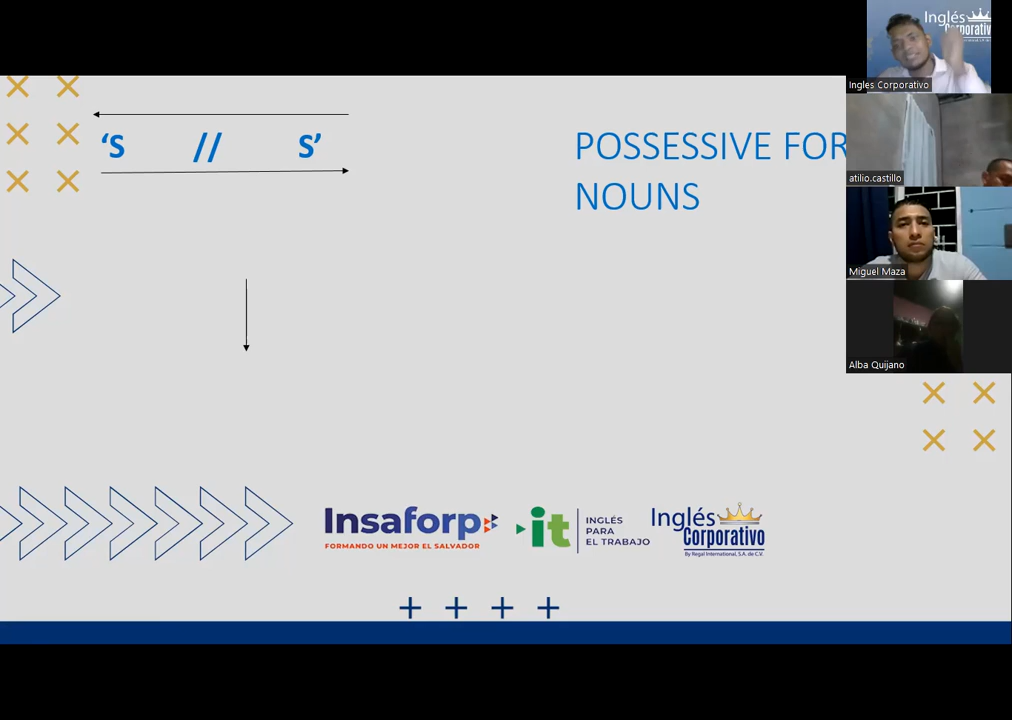 ‘S // S’
POSSESSIVE FOR
NOUNS
Inglés
Corporativo
Ingles Corporativo
atilio.castillo
Miguel Maza
Alba Quijano
Insaforp
FORMANDO UN MEJOR EL SALVADOR
it
INGLÉS
PARA
EL TRABAJO
Inglés
Corporativo
By Regal International, S.A. de C.V.